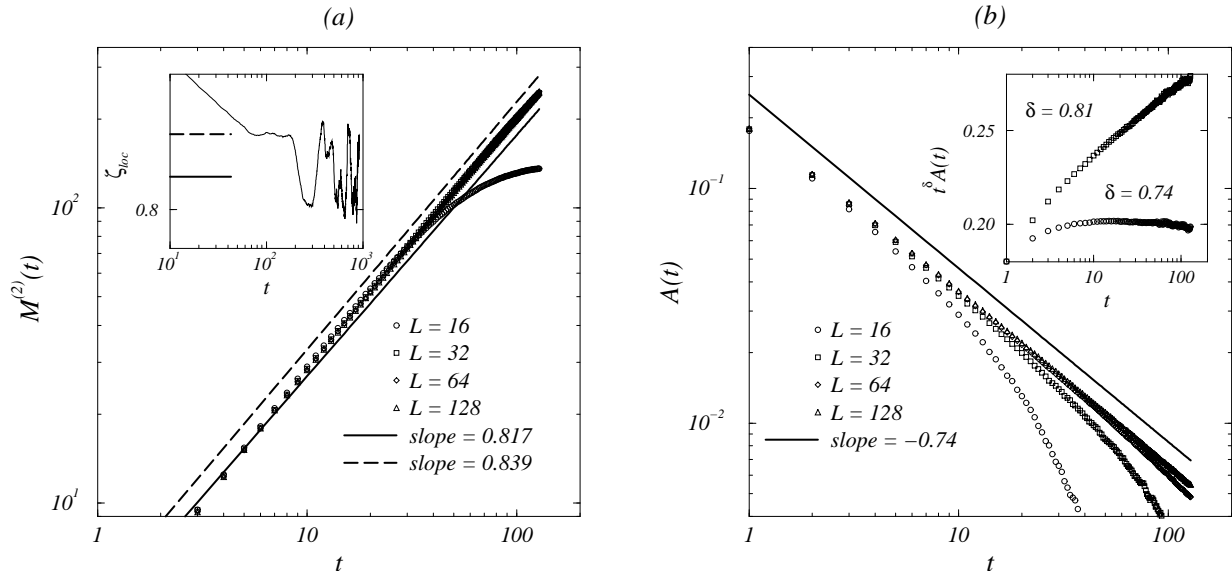 (a)
10²
10¹
M⁽²⁾(t)
1
10
100
t
ζloc
0.8
10¹
10²
10³
t
L = 16
L = 32
L = 64
L = 128
slope = 0.817
slope = 0.839
(b)
10⁻¹
10⁻²
A(t)
1
10
100
t
t^δ A(t)
0.25
0.20
1
10
100
t
δ = 0.81
δ = 0.74
L = 16
L = 32
L = 64
L = 128
slope = −0.74